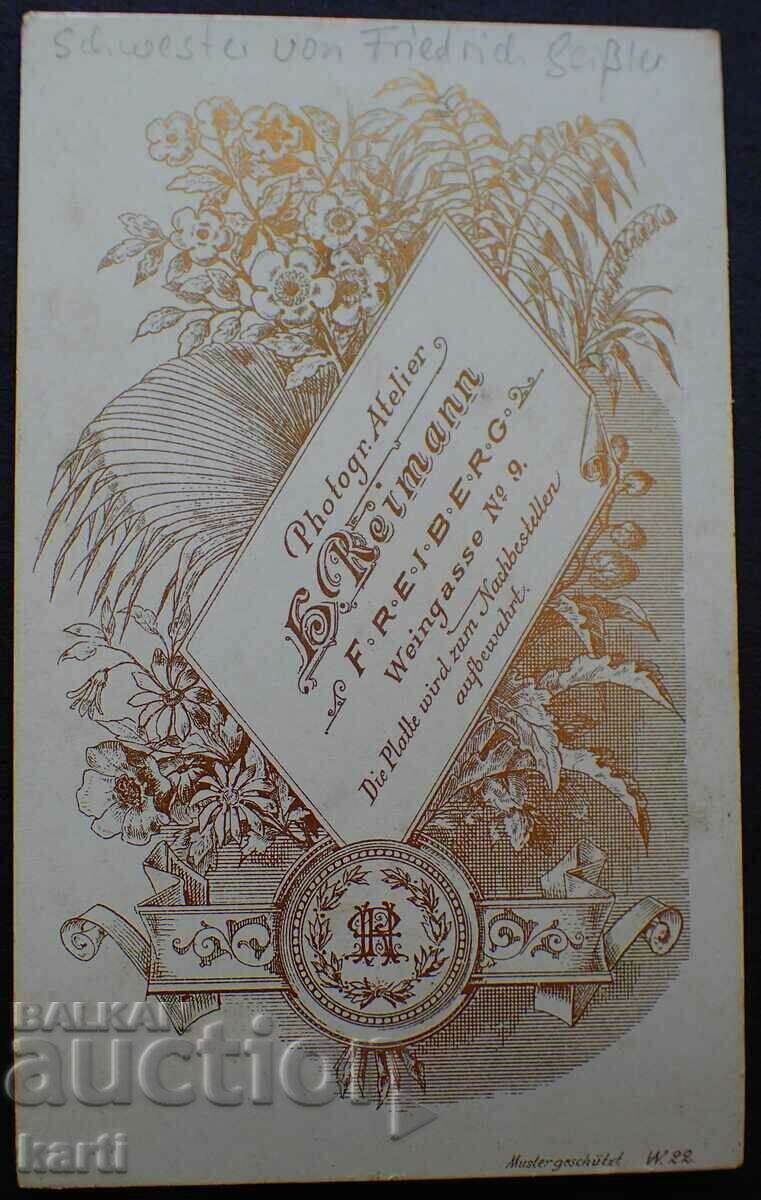 Schwester von Friedrich Geißler
Photogr. Atelier
H. Reimann
F·R·E·I·B·E·R·G·
Weingasse No 9.
Die Platte wird zum Nachbestellen
aufbewahrt.
HR
BALKAN
auction
karti
Mustergeschützt W. 22